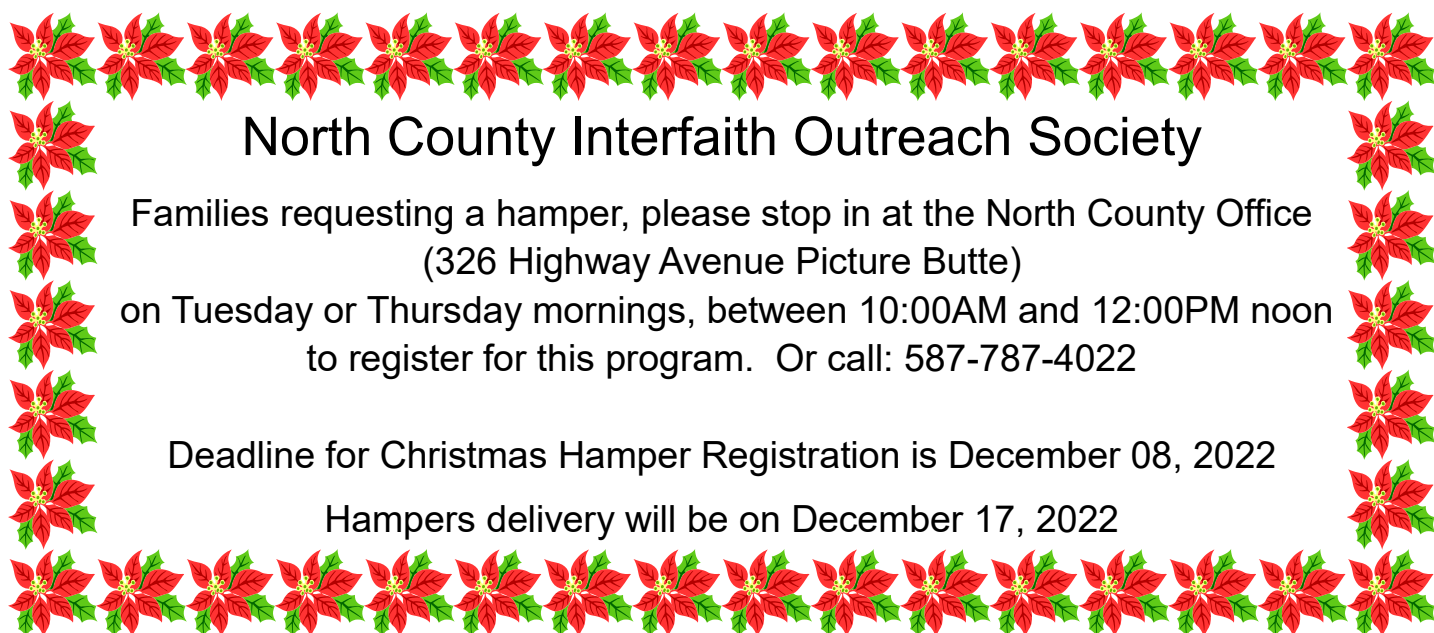 North County Interfaith Outreach Society
Families requesting a hamper, please stop in at the North County Office
(326 Highway Avenue Picture Butte)
on Tuesday or Thursday mornings, between 10:00AM and 12:00PM noon
to register for this program.  Or call: 587-787-4022
Deadline for Christmas Hamper Registration is December 08, 2022
Hampers delivery will be on December 17, 2022